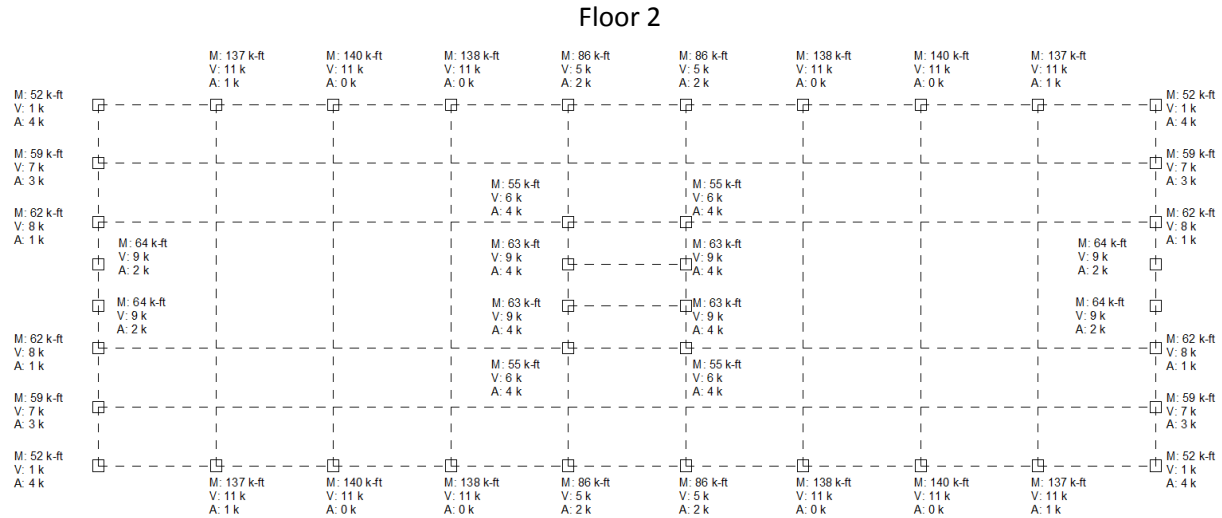 Floor 2
M: 137 k-ft
V: 11 k
A: 1 k
M: 140 k-ft
V: 11 k
A: 0 k
M: 138 k-ft
V: 11 k
A: 0 k
M: 86 k-ft
V: 5 k
A: 2 k
M: 86 k-ft
V: 5 k
A: 2 k
M: 138 k-ft
V: 11 k
A: 0 k
M: 140 k-ft
V: 11 k
A: 0 k
M: 137 k-ft
V: 11 k
A: 1 k
M: 52 k-ft
V: 1 k
A: 4 k
M: 52 k-ft
V: 1 k
A: 4 k
M: 59 k-ft
V: 7 k
A: 3 k
M: 59 k-ft
V: 7 k
A: 3 k
M: 55 k-ft
V: 6 k
A: 4 k
M: 55 k-ft
V: 6 k
A: 4 k
M: 62 k-ft
V: 8 k
A: 1 k
M: 62 k-ft
V: 8 k
A: 1 k
M: 64 k-ft
V: 9 k
A: 2 k
M: 63 k-ft
V: 9 k
A: 4 k
M: 63 k-ft
V: 9 k
A: 4 k
M: 64 k-ft
V: 9 k
A: 2 k
M: 64 k-ft
V: 9 k
A: 2 k
M: 63 k-ft
V: 9 k
A: 4 k
M: 63 k-ft
V: 9 k
A: 4 k
M: 64 k-ft
V: 9 k
A: 2 k
M: 62 k-ft
V: 8 k
A: 1 k
M: 62 k-ft
V: 8 k
A: 1 k
M: 55 k-ft
V: 6 k
A: 4 k
M: 55 k-ft
V: 6 k
A: 4 k
M: 59 k-ft
V: 7 k
A: 3 k
M: 59 k-ft
V: 7 k
A: 3 k
M: 52 k-ft
V: 1 k
A: 4 k
M: 52 k-ft
V: 1 k
A: 4 k
M: 137 k-ft
V: 11 k
A: 1 k
M: 140 k-ft
V: 11 k
A: 0 k
M: 138 k-ft
V: 11 k
A: 0 k
M: 86 k-ft
V: 5 k
A: 2 k
M: 86 k-ft
V: 5 k
A: 2 k
M: 138 k-ft
V: 11 k
A: 0 k
M: 140 k-ft
V: 11 k
A: 0 k
M: 137 k-ft
V: 11 k
A: 1 k